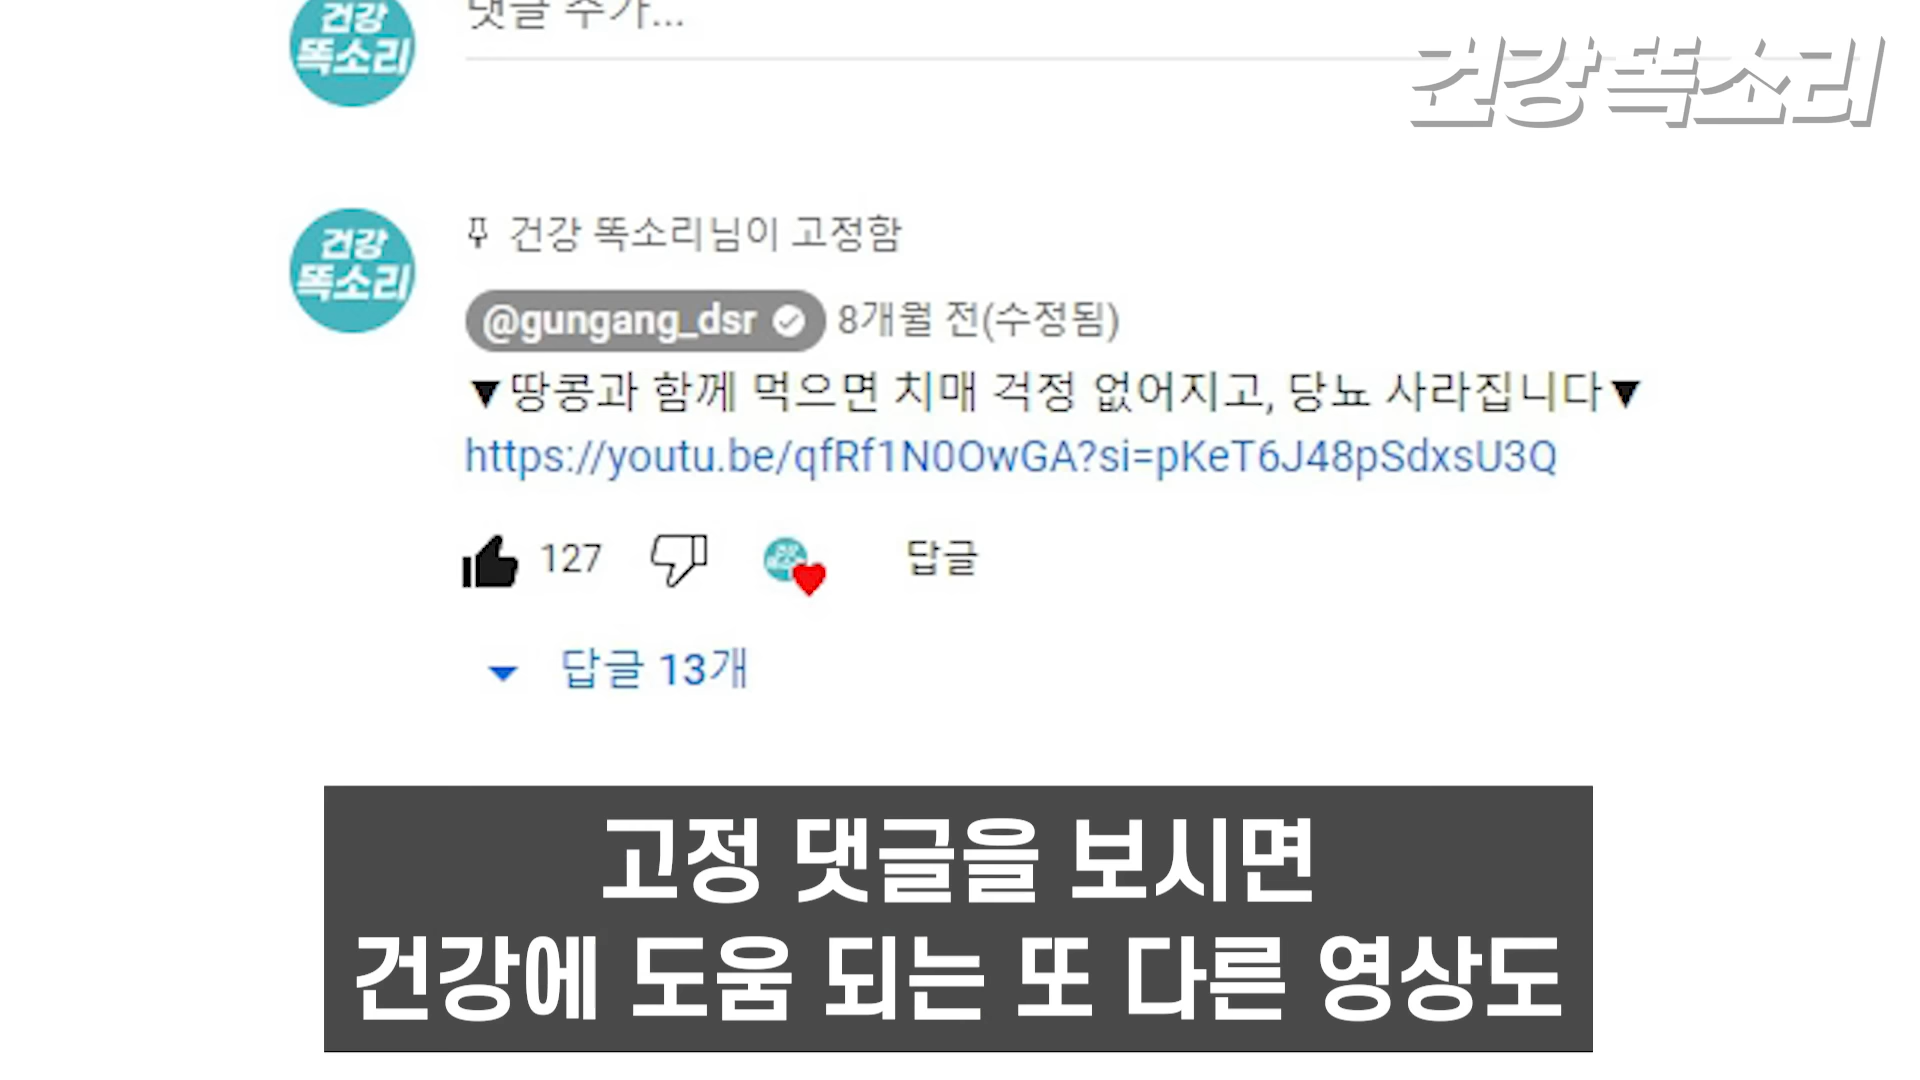 건강
똑소리
댓글 추가...
건강 똑소리
건강
똑소리
건강 똑소리님이 고정함
@gungang_dsr 8개월 전(수정됨)
▼땅콩과 함께 먹으면 치매 걱정 없어지고, 당뇨 사라집니다▼
https://youtu.be/qfRf1N0OwGA?si=pKeT6J48pSdxsU3Q
127 답글
답글 13개
고정 댓글을 보시면
건강에 도움 되는 또 다른 영상도